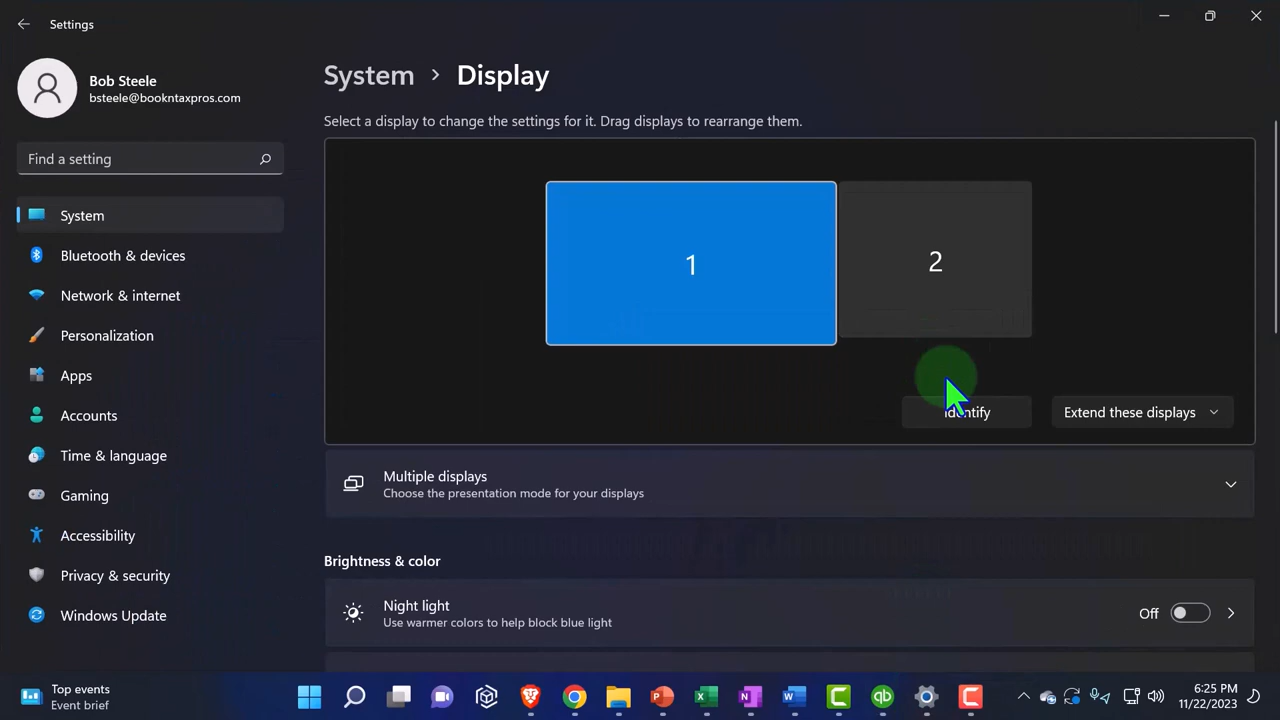 Settings
Bob Steele
bsteele@bookntaxpros.com
Find a setting
System
Bluetooth & devices
Network & internet
Personalization
Apps
Accounts
Time & language
Gaming
Accessibility
Privacy & security
Windows Update
System > Display
Select a display to change the settings for it. Drag displays to rearrange them.
1
2
Identify
Extend these displays
Multiple displays
Choose the presentation mode for your displays
Brightness & color
Night light
Use warmer colors to help block blue light
Off
Top events
Event brief
6:25 PM
11/22/2023